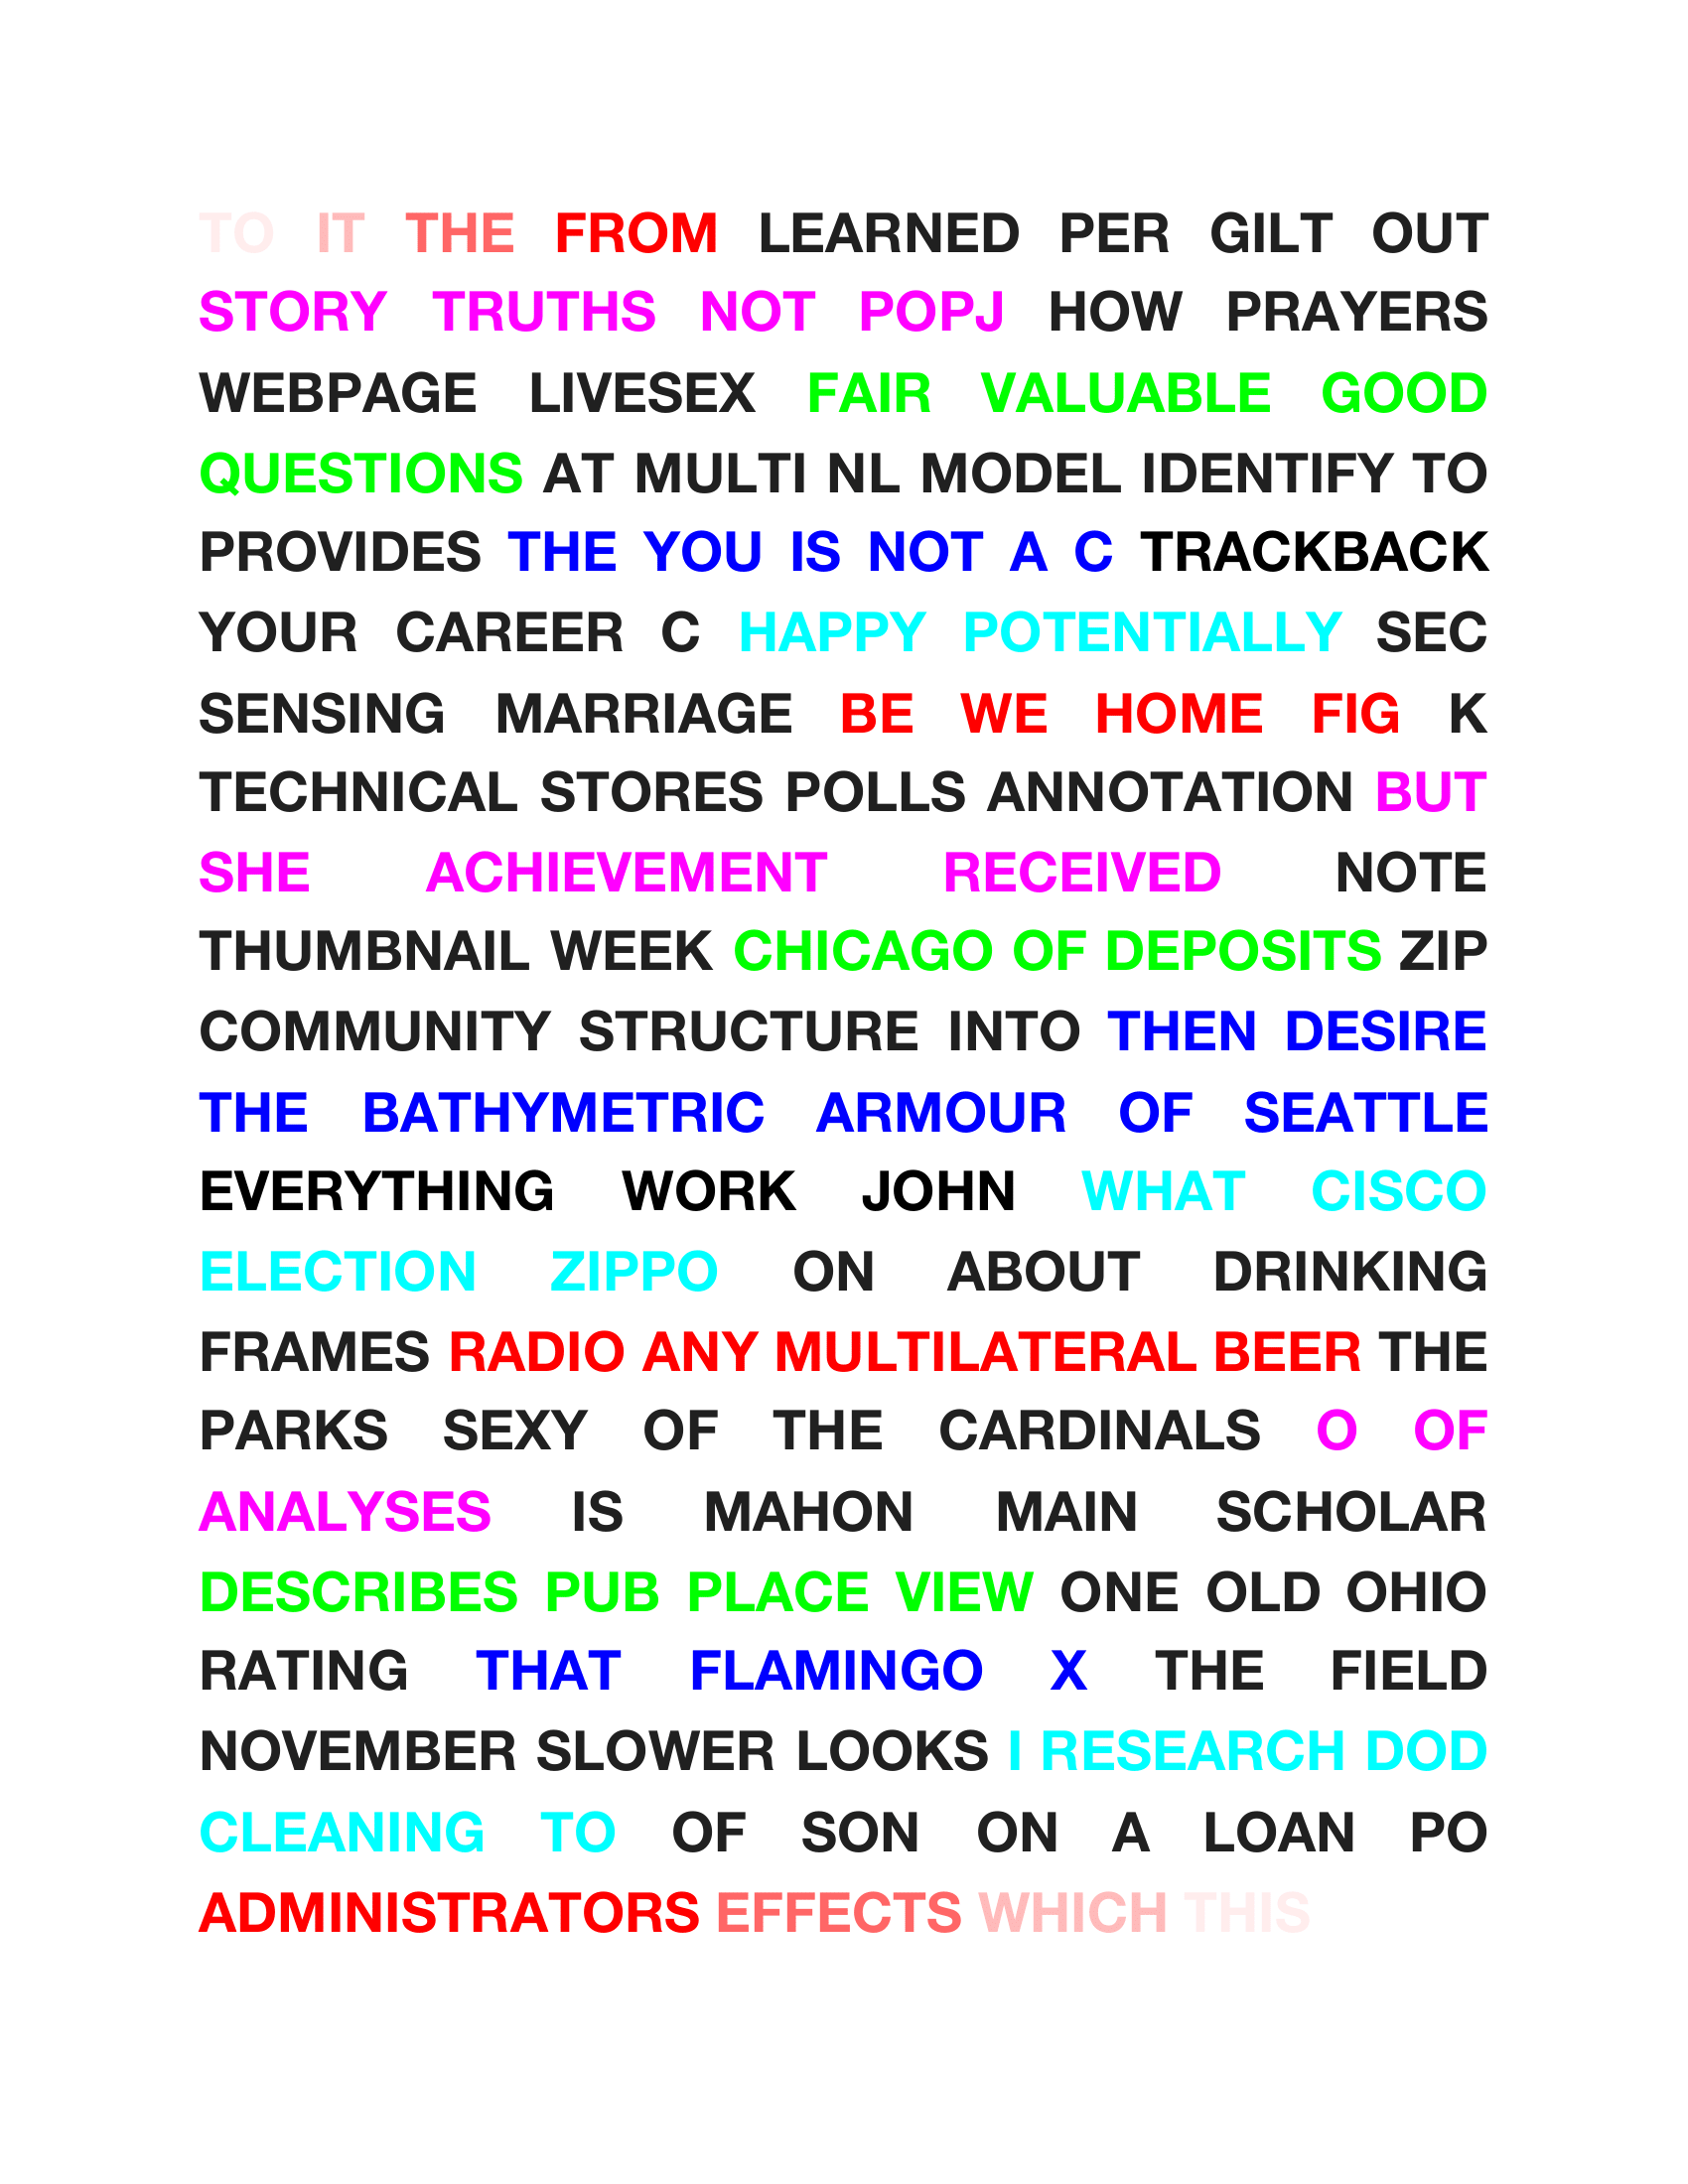 TO IT THE FROM LEARNED PER GILT OUT
STORY TRUTHS NOT POPJ HOW PRAYERS
WEBPAGE LIVESEX FAIR VALUABLE GOOD
QUESTIONS AT MULTI NL MODEL IDENTIFY TO
PROVIDES THE YOU IS NOT A C TRACKBACK
YOUR CAREER C HAPPY POTENTIALLY SEC
SENSING MARRIAGE BE WE HOME FIG K
TECHNICAL STORES POLLS ANNOTATION BUT
SHE ACHIEVEMENT RECEIVED NOTE
THUMBNAIL WEEK CHICAGO OF DEPOSITS ZIP
COMMUNITY STRUCTURE INTO THEN DESIRE
THE BATHYMETRIC ARMOUR OF SEATTLE
EVERYTHING WORK JOHN WHAT CISCO
ELECTION ZIPPO ON ABOUT DRINKING
FRAMES RADIO ANY MULTILATERAL BEER THE
PARKS SEXY OF THE CARDINALS O OF
ANALYSES IS MAHON MAIN SCHOLAR
DESCRIBES PUB PLACE VIEW ONE OLD OHIO
RATING THAT FLAMINGO X THE FIELD
NOVEMBER SLOWER LOOKS I RESEARCH DOD
CLEANING TO OF SON ON A LOAN PO
ADMINISTRATORS EFFECTS WHICH THIS